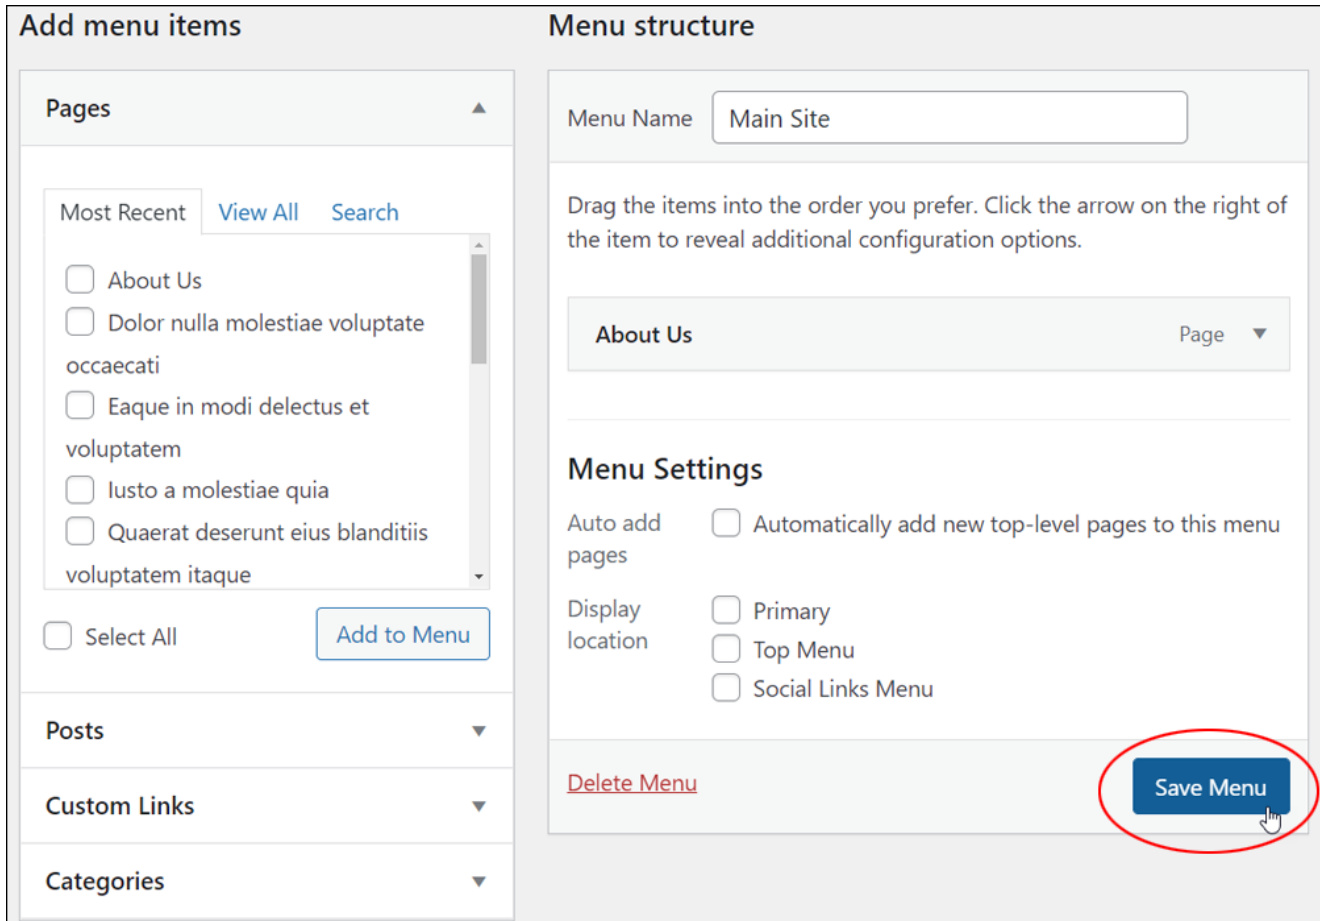 Add menu items
Pages
Most Recent
View All
Search
About Us
Dolor nulla molestiae voluptate
occaecati
Eaque in modi delectus et
voluptatem
Iusto a molestiae quia
Quaerat deserunt eius blanditiis
voluptatem itaque
Select All
Add to Menu
Posts
Custom Links
Categories
Menu structure
Menu Name
Main Site
Drag the items into the order you prefer. Click the arrow on the right of
the item to reveal additional configuration options.
About Us
Page
Menu Settings
Auto add
pages
Automatically add new top-level pages to this menu
Display
location
Primary
Top Menu
Social Links Menu
Delete Menu
Save Menu